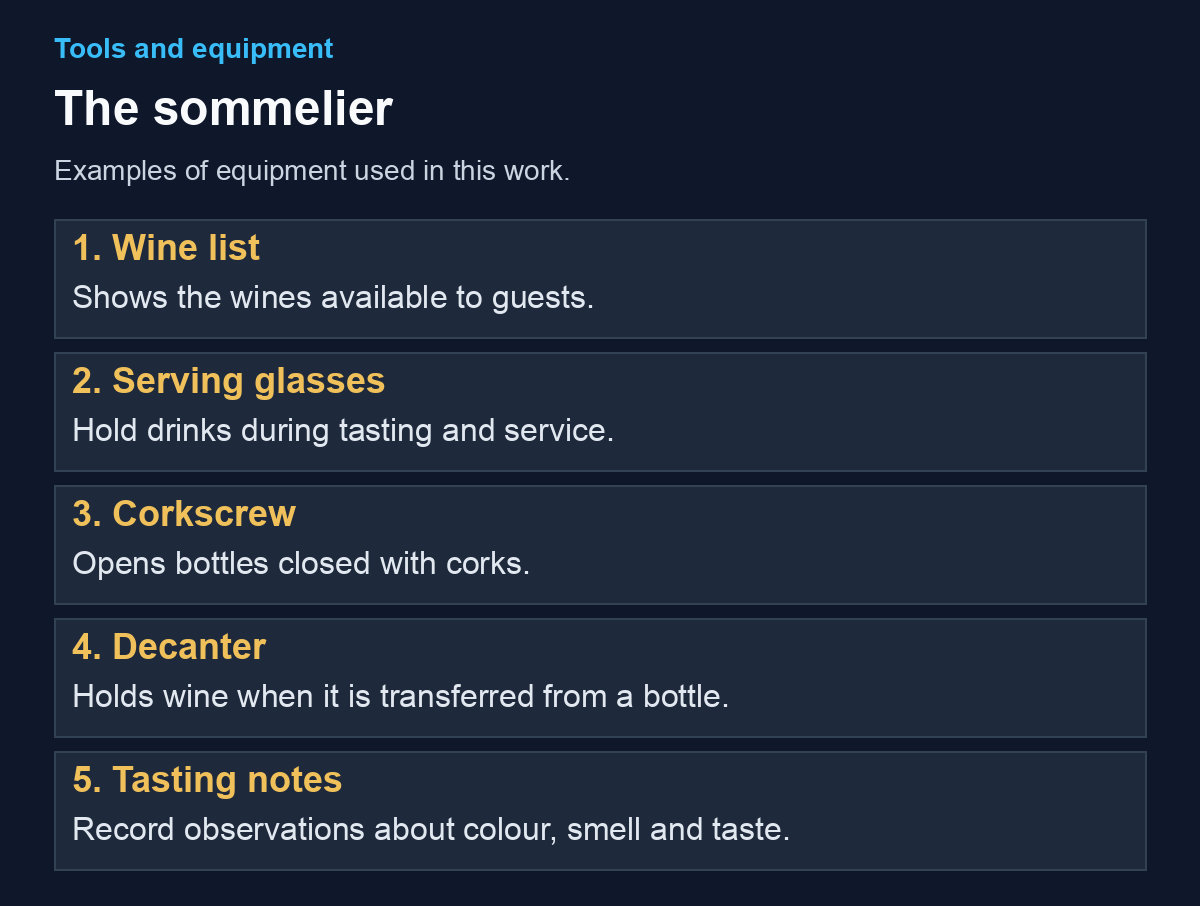 Tools and equipment
The sommelier
Examples of equipment used in this work.
1. Wine list
Shows the wines available to guests.
2. Serving glasses
Hold drinks during tasting and service.
3. Corkscrew
Opens bottles closed with corks.
4. Decanter
Holds wine when it is transferred from a bottle.
5. Tasting notes
Record observations about colour, smell and taste.